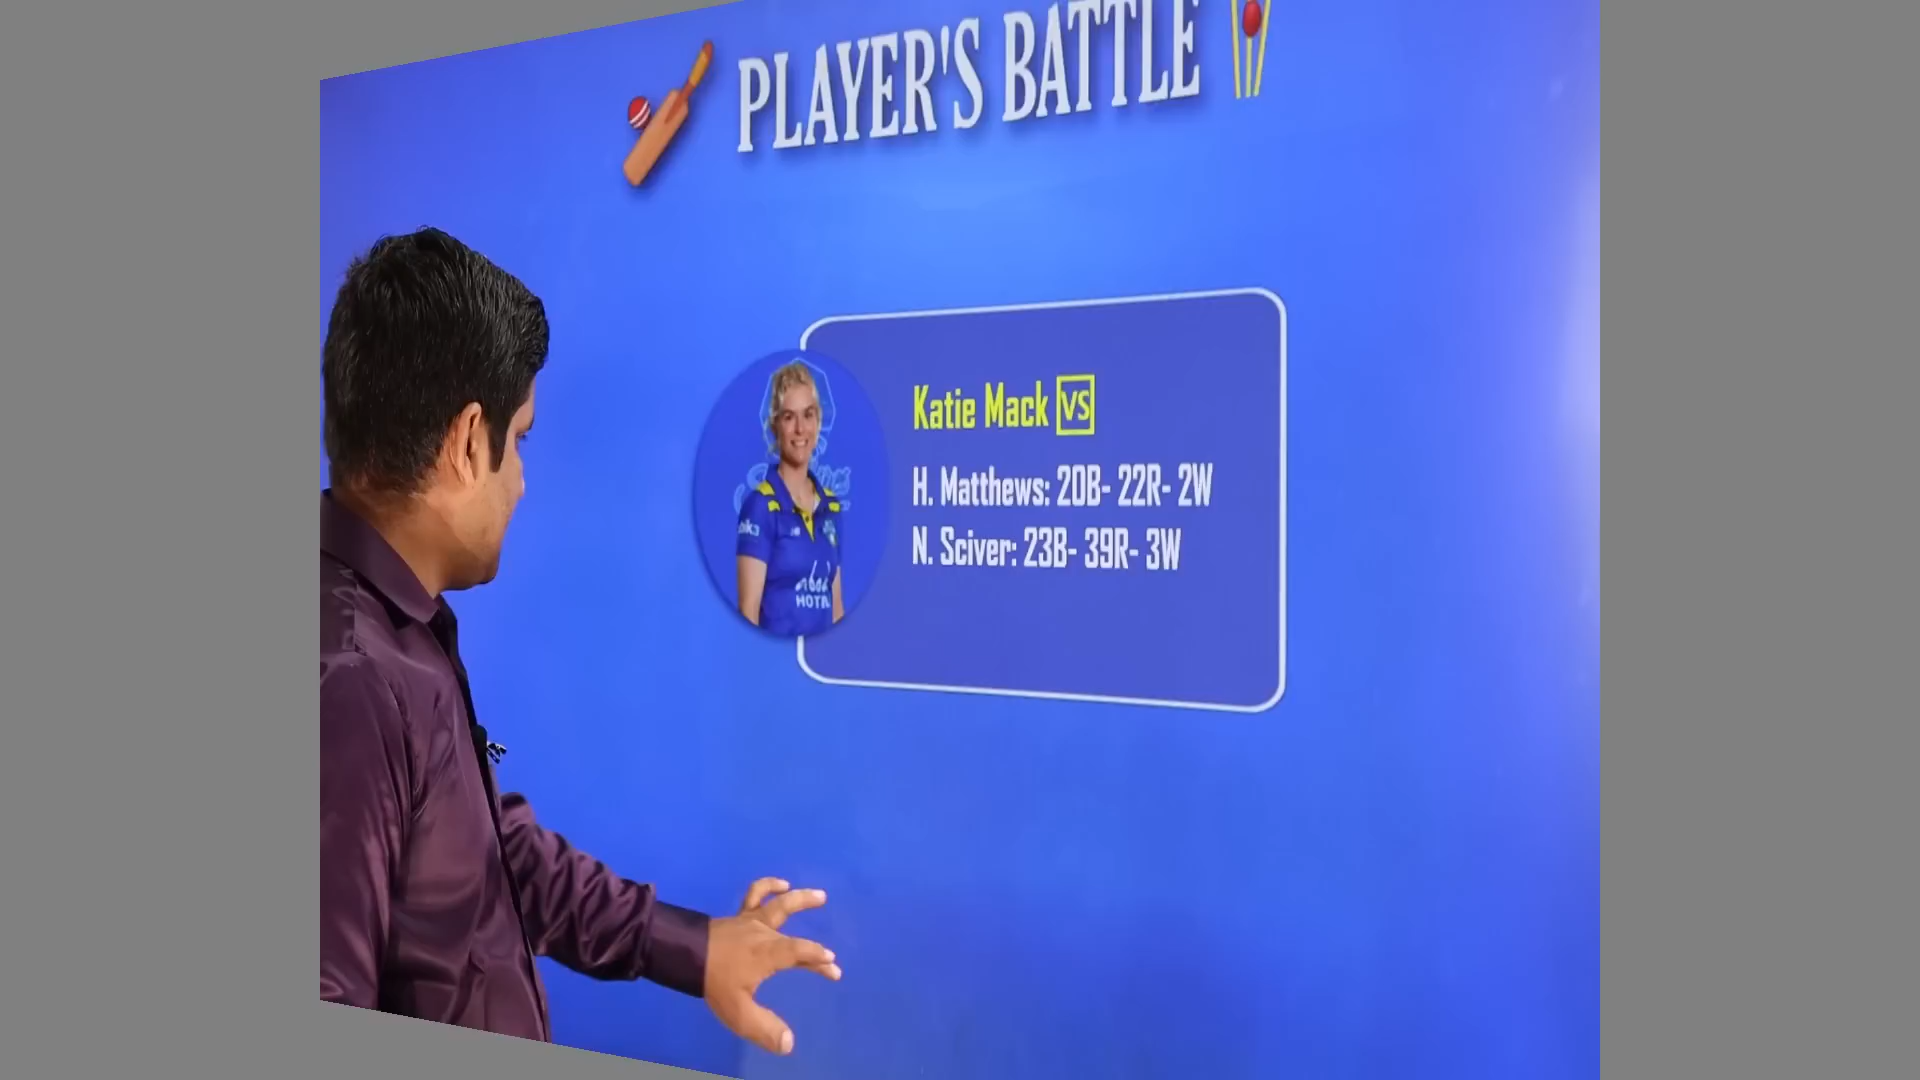 PLAYER'S BATTLE
Katie Mack VS
H. Matthews: 20B- 22R- 2W
N. Sciver: 23B- 39R- 3W